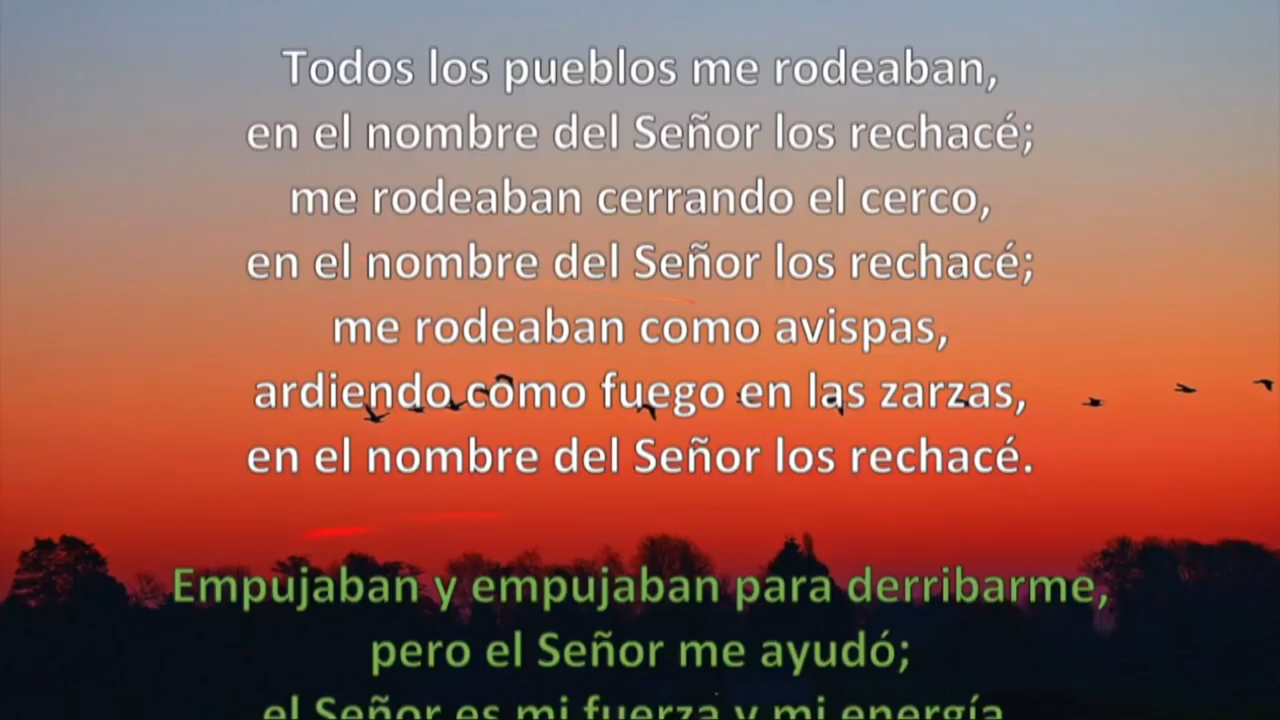 Todos los pueblos me rodeaban,
en el nombre del Señor los rechacé;
me rodeaban cerrando el cerco,
en el nombre del Señor los rechacé;
me rodeaban como avispas,
ardiendo como fuego en las zarzas,
en el nombre del Señor los rechacé.
Empujaban y empujaban para derribarme,
pero el Señor me ayudó;
el Señor es mi fuerza y mi energía